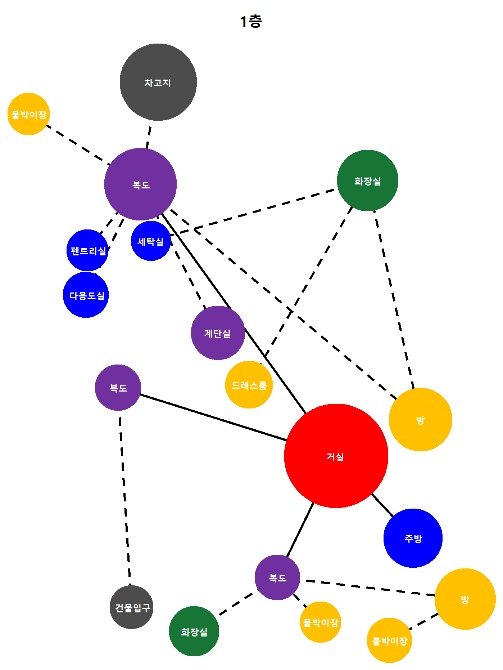 1층
차고지
붙박이장
복도
화장실
세탁실
팬트리실
다용도실
계단실
드레스룸
복도
방
거실
주방
복도
건물입구
화장실
붙박이장
방
붙박이장